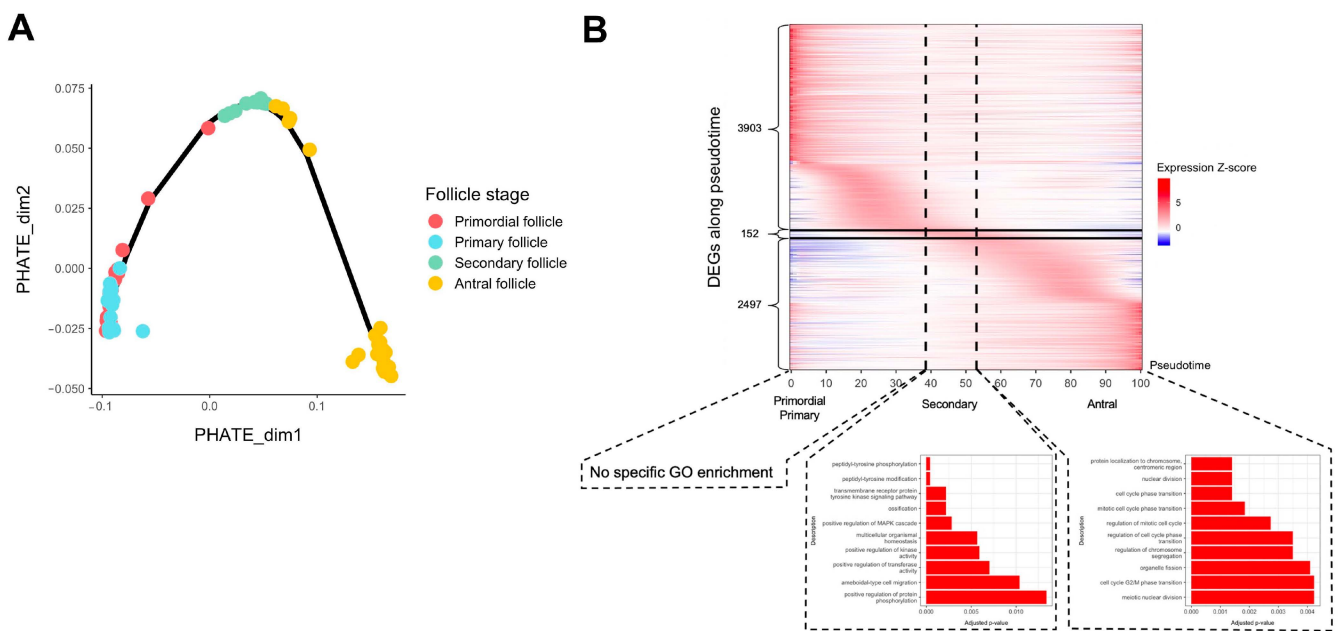 A
0.075
0.050
0.025
0.000
−0.025
−0.050
−0.1
0.0
0.1
PHATE_dim2
PHATE_dim1
Follicle stage
Primordial follicle
Primary follicle
Secondary follicle
Antral follicle
B
DEGs along pseudotime
3903
152
2497
Expression Z-score
5
0
Pseudotime
0 10 20 30 40 50 60 70 80 90 100
Primordial
Primary
Secondary
Antral
No specific GO enrichment
Description
peptidyl-tyrosine phosphorylation
peptidyl-tyrosine modification
transmembrane receptor protein
tyrosine kinase signaling pathway
ossification
positive regulation of MAPK cascade
multicellular organismal
homeostasis
positive regulation of kinase
activity
positive regulation of transferase
activity
ameboidal-type cell migration
positive regulation of protein
phosphorylation
0.000 0.005 0.010
Adjusted p-value
Description
protein localization to chromosome,
centromeric region
nuclear division
cell cycle phase transition
mitotic cell cycle phase transition
regulation of mitotic cell cycle
regulation of cell cycle phase
transition
regulation of chromosome
segregation
organelle fission
cell cycle G2/M phase transition
meiotic nuclear division
0.000 0.001 0.002 0.003 0.004
Adjusted p-value